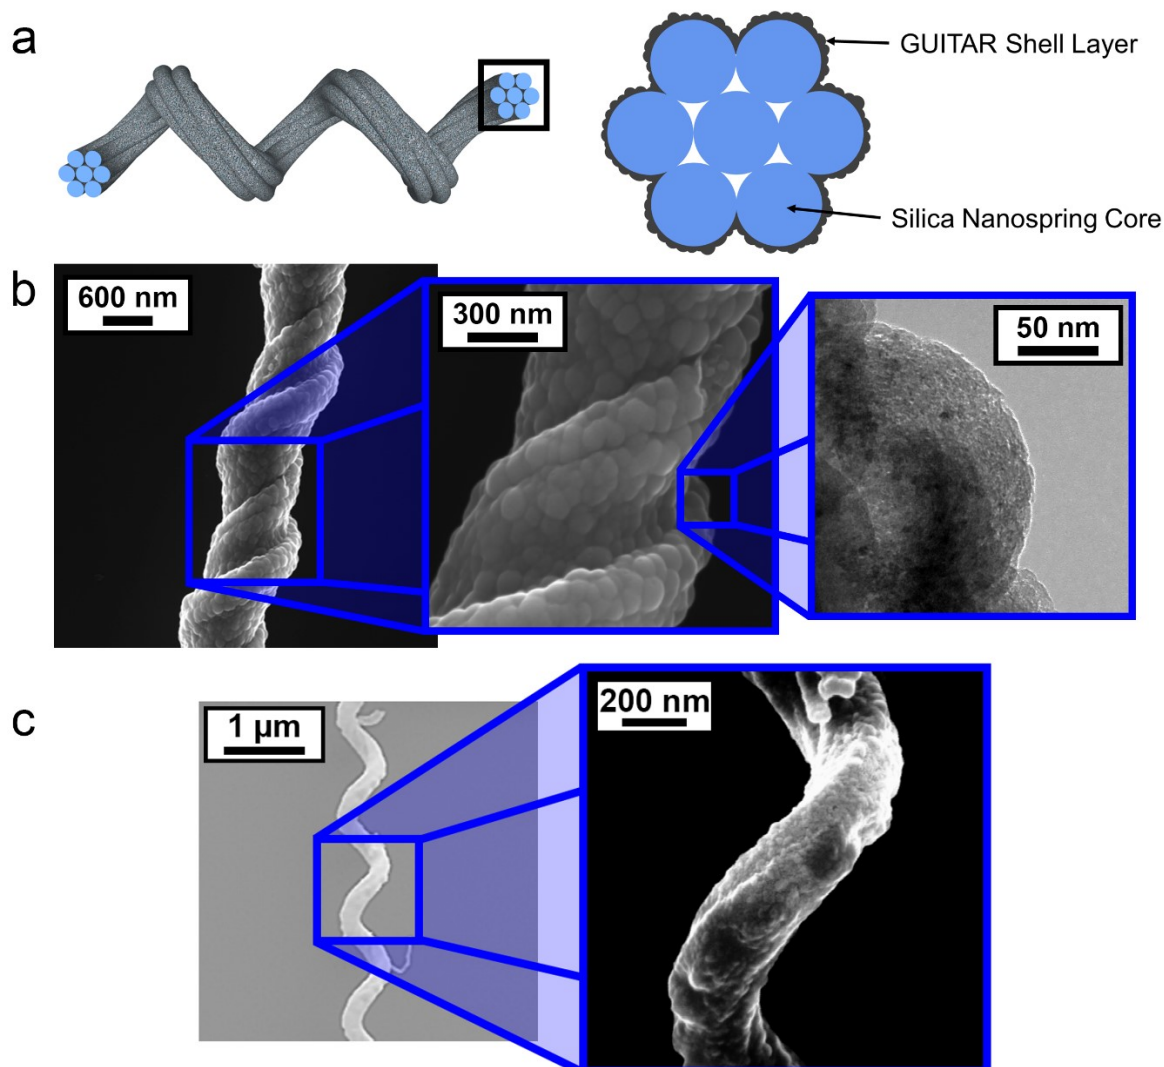 a
GUITAR Shell Layer
Silica Nanospring Core
b
600 nm
300 nm
50 nm
c
1 µm
200 nm